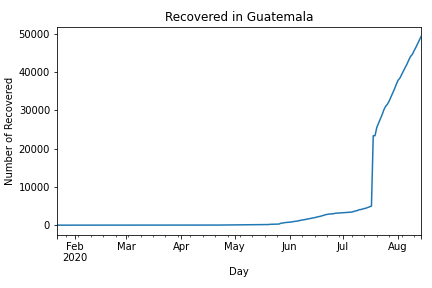 Recovered in Guatemala
50000
40000
30000
20000
10000
0
Number of Recovered
Feb Mar Apr May Jun Jul Aug
2020
Day